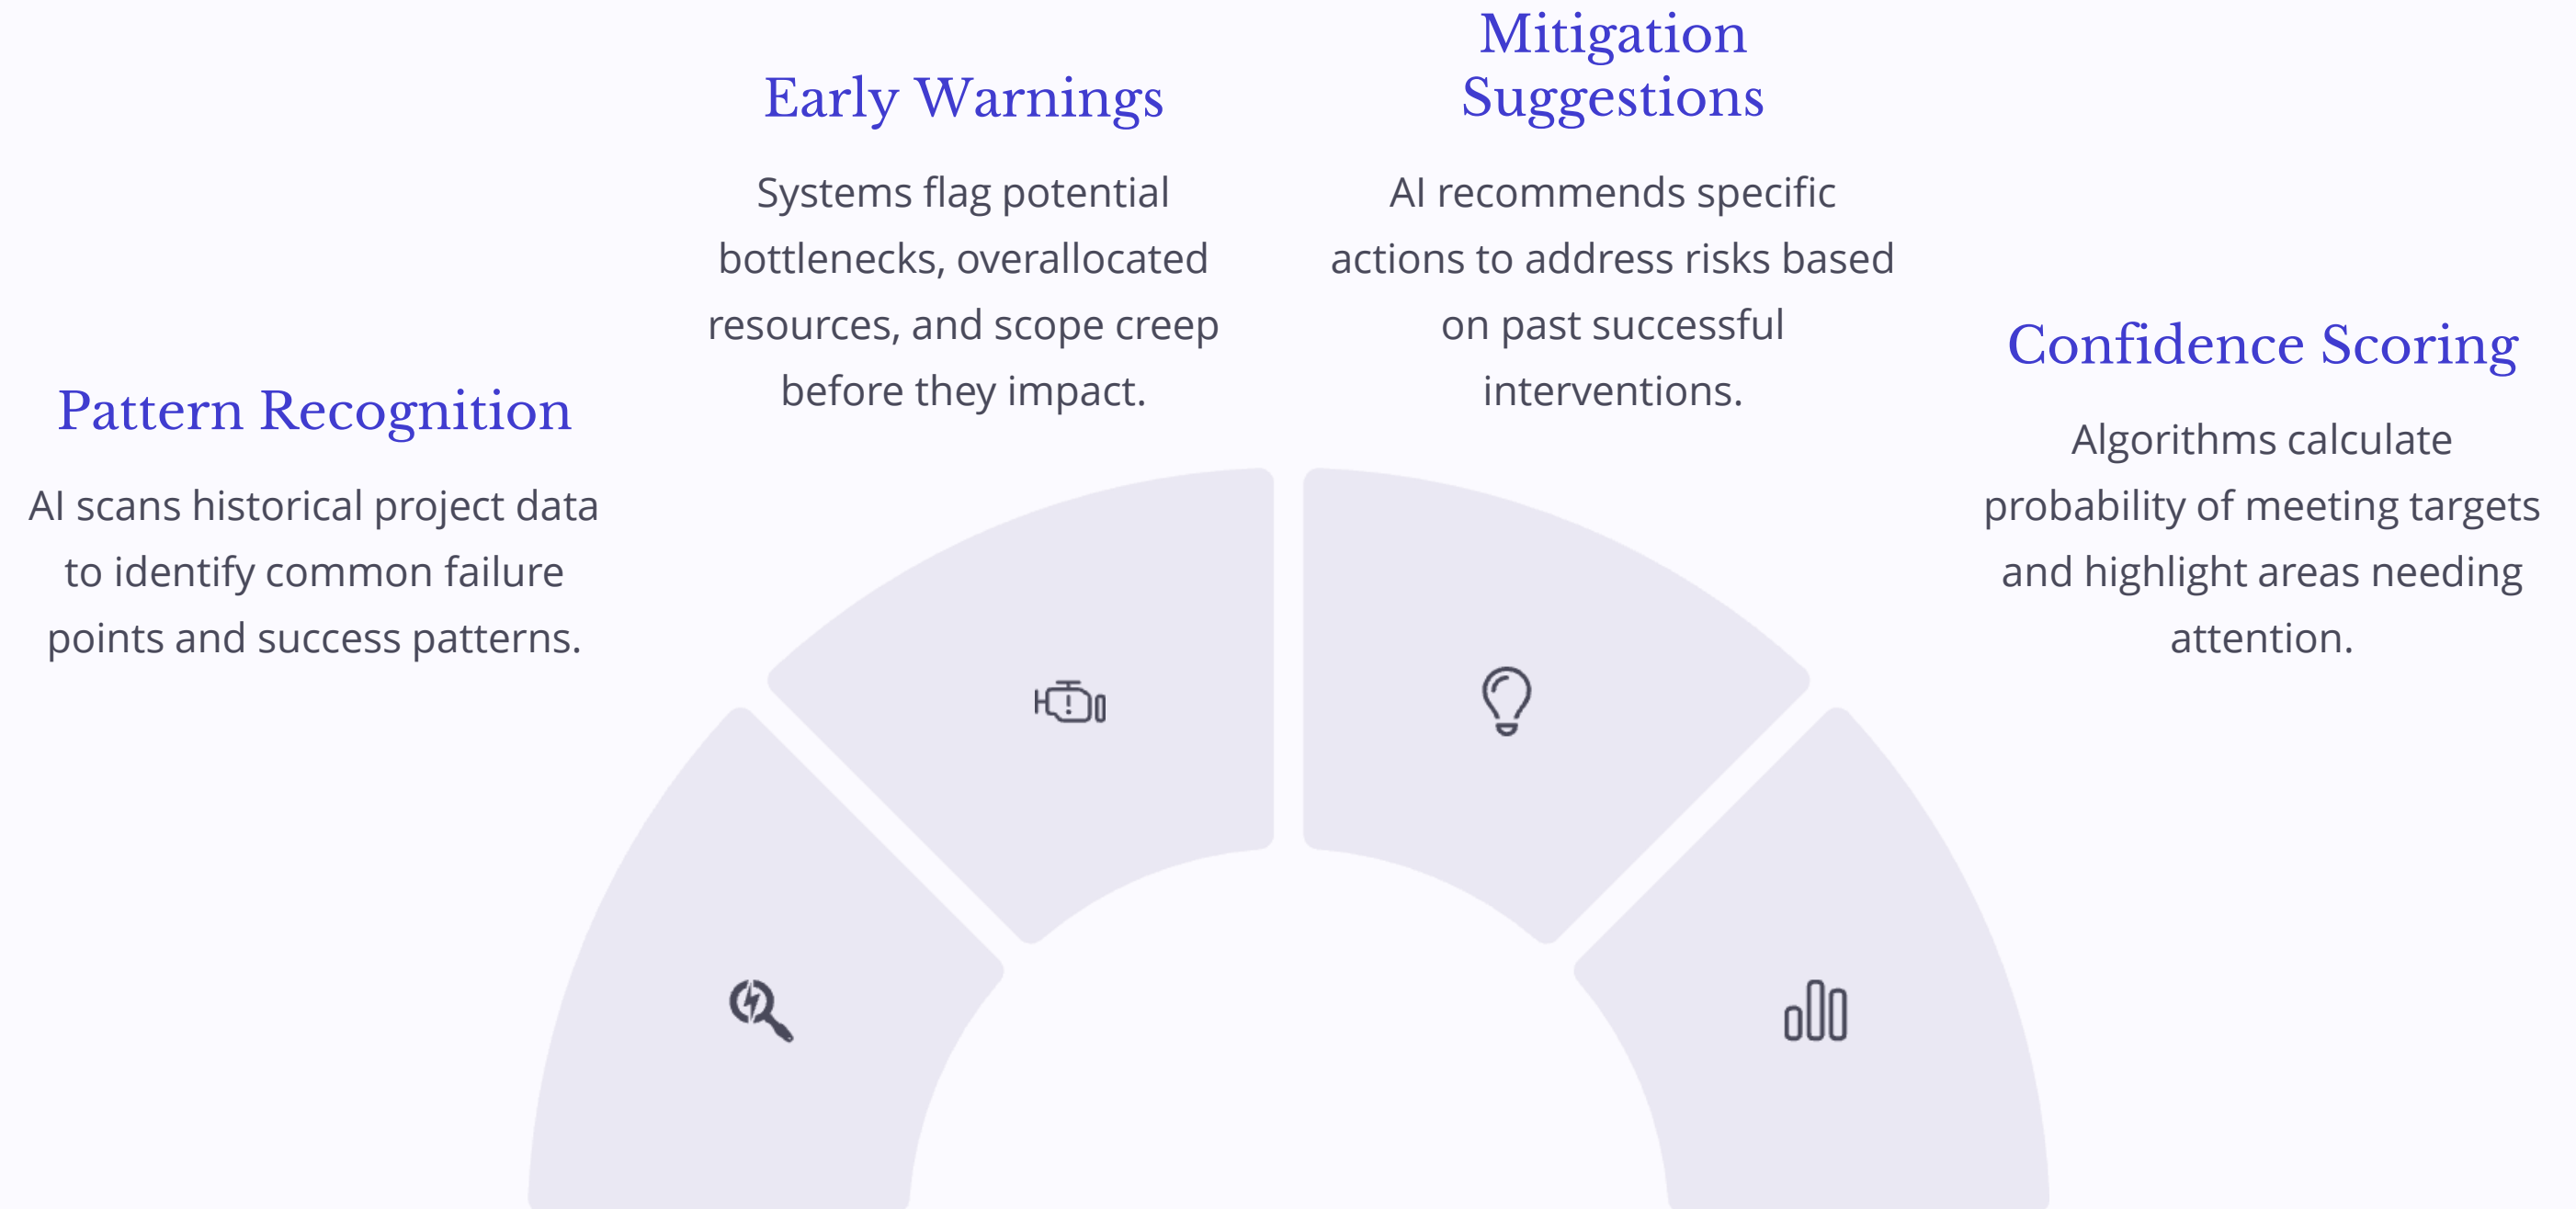 Pattern Recognition
AI scans historical project data
to identify common failure
points and success patterns.
Early Warnings
Systems flag potential
bottlenecks, overallocated
resources, and scope creep
before they impact.
Mitigation
Suggestions
AI recommends specific
actions to address risks based
on past successful
interventions.
Confidence Scoring
Algorithms calculate
probability of meeting targets
and highlight areas needing
attention.